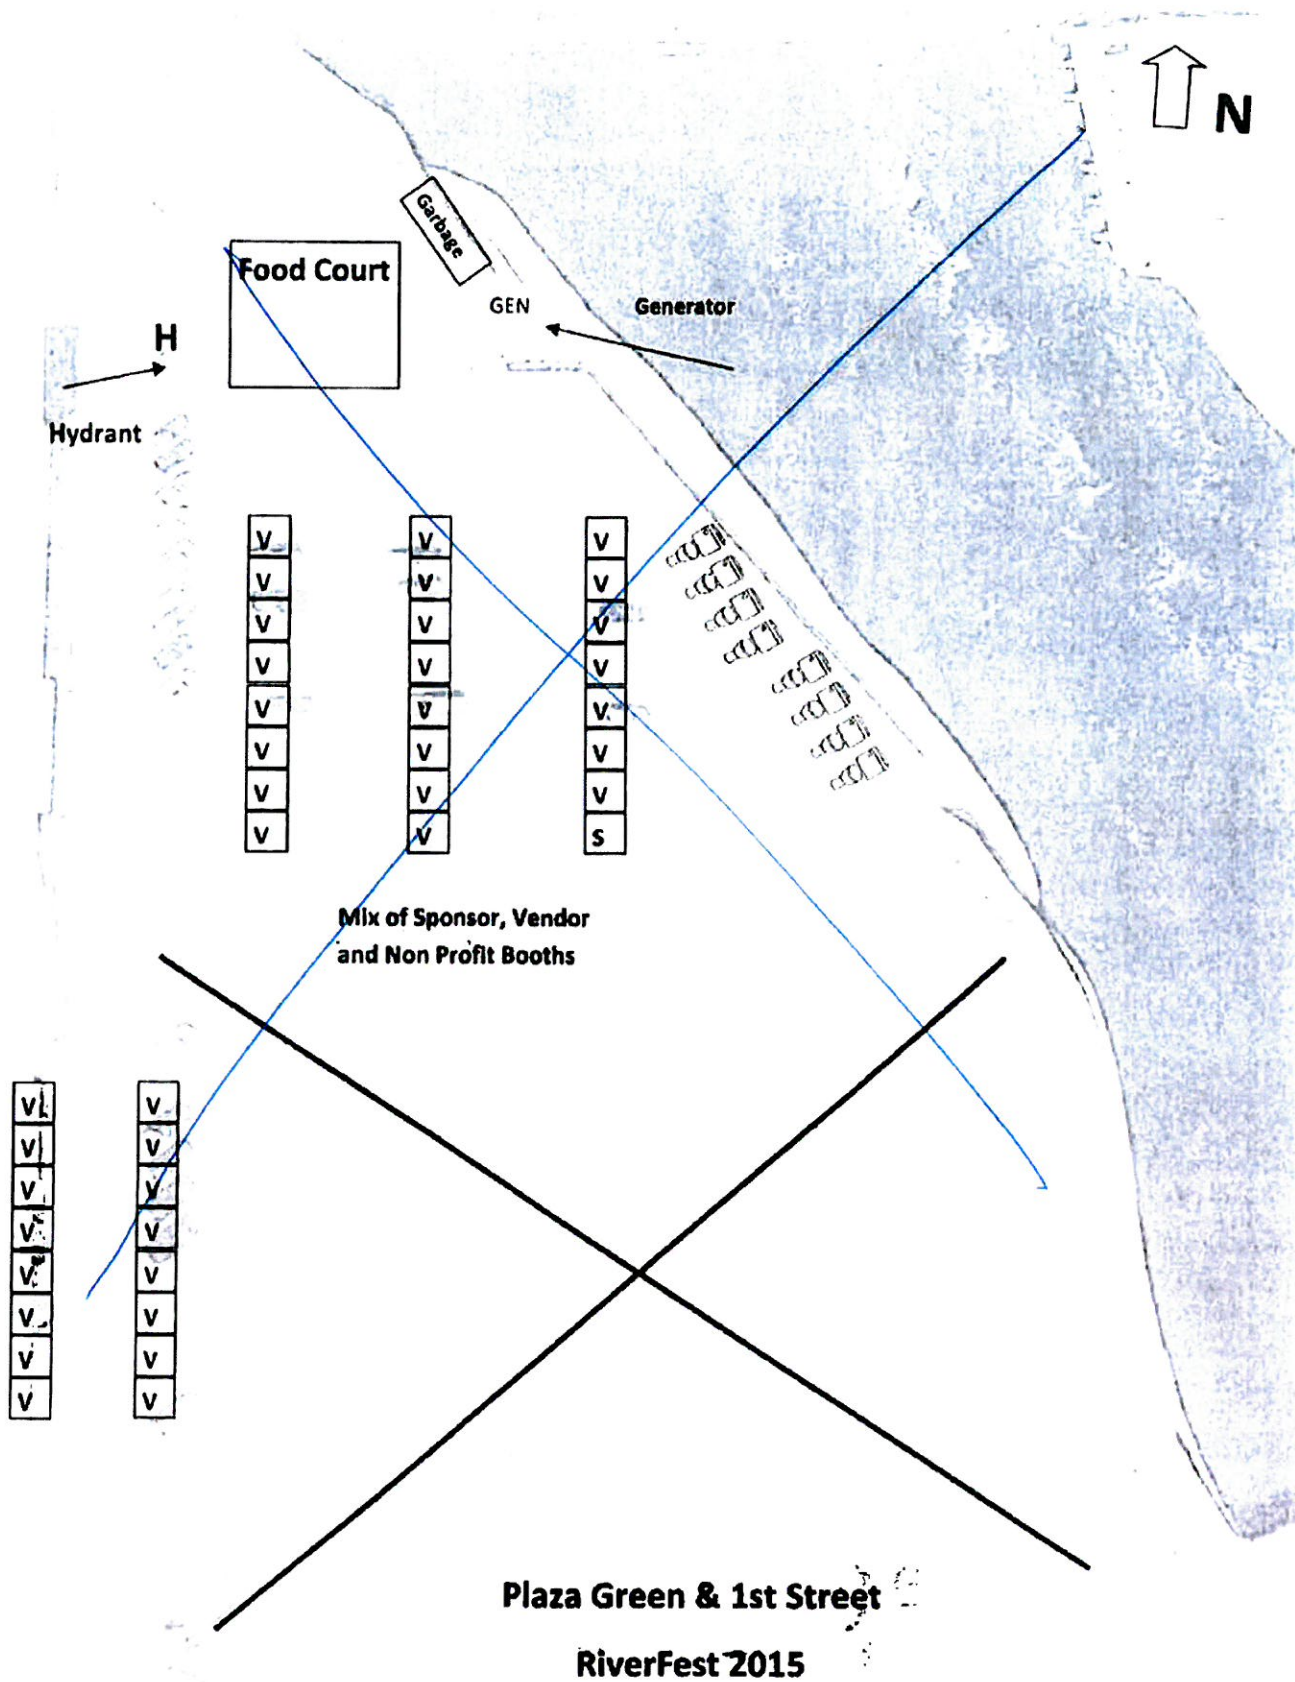 N
Garbage
Food Court
GEN
Generator
H
Hydrant
V V V
V V V
V V V
V V V
V V V
V V V
V V V
V V S
Mix of Sponsor, Vendor
and Non Profit Booths
V V
V V
V V
V V
V V
V V
V V
V V
Plaza Green & 1st Street
RiverFest 2015